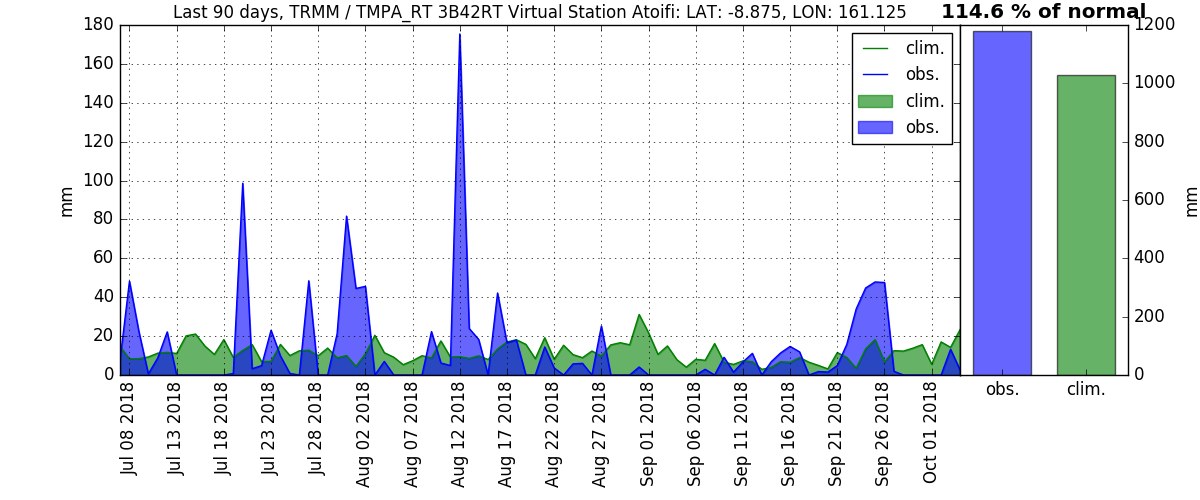 Last 90 days, TRMM / TMPA_RT 3B42RT Virtual Station Atoifi: LAT: -8.875, LON: 161.125
114.6 % of normal
180
160
140
120
100
80
60
40
20
0
mm
clim.
obs.
clim.
obs.
1200
1000
800
600
400
200
0
mm
Jul 08 2018
Jul 13 2018
Jul 18 2018
Jul 23 2018
Jul 28 2018
Aug 02 2018
Aug 07 2018
Aug 12 2018
Aug 17 2018
Aug 22 2018
Aug 27 2018
Sep 01 2018
Sep 06 2018
Sep 11 2018
Sep 16 2018
Sep 21 2018
Sep 26 2018
Oct 01 2018
obs.
clim.